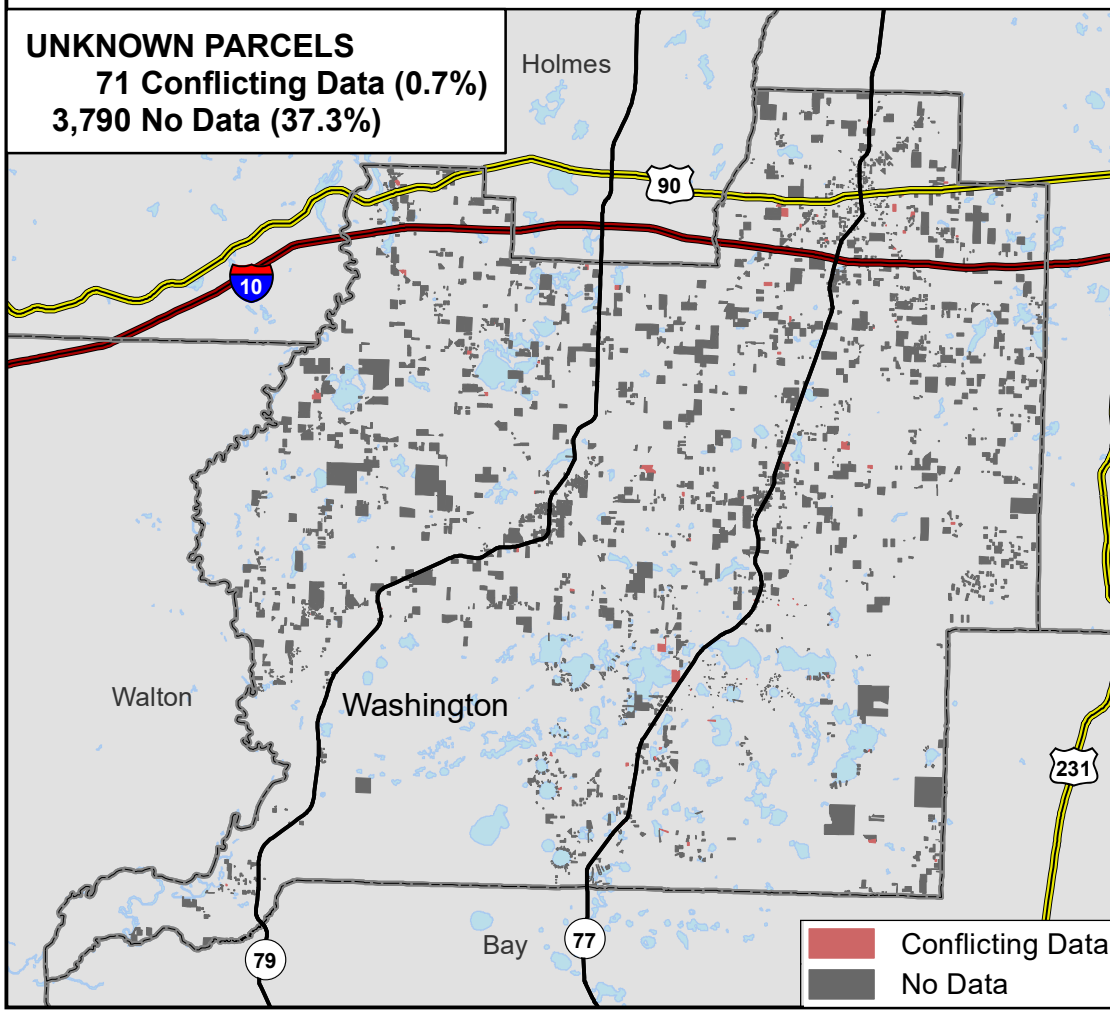 UNKNOWN PARCELS
71 Conflicting Data (0.7%)
3,790 No Data (37.3%)
Holmes
90
10
Walton
Washington
231
Bay
77
79
Conflicting Data
No Data